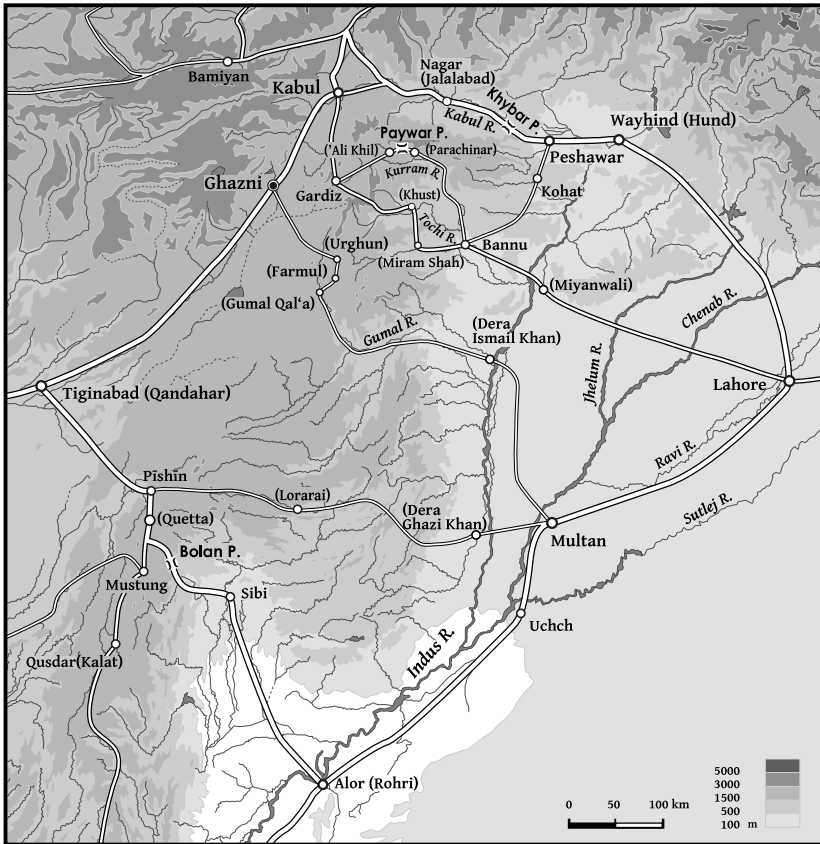 Bamiyan
Nagar
(Jalalabad)
Kabul
Khybar P.
Kabul R.
Wayhind (Hund)
Paywar P.
('Ali Khil)
(Parachinar)
Peshawar
Ghazni
Kurram R.
Gardiz
(Khust)
Kohat
Tochi R.
(Urghun)
Bannu
(Miram Shah)
(Farmul)
(Miyanwali)
(Gumal Qal‘a)
Chenab R.
Gumal R.
(Dera
Ismail Khan)
Jhelum R.
Lahore
Tiginabad (Qandahar)
Ravi R.
Pīshīn
(Lorarai)
Sutlej R.
(Dera
Ghazi Khan)
(Quetta)
Multan
Bolan P.
Mustung
Sibi
Uchch
Indus R.
Qusdar(Kalat)
Alor (Rohri)
5000
3000
1500
500
100 m
0 50 100 km